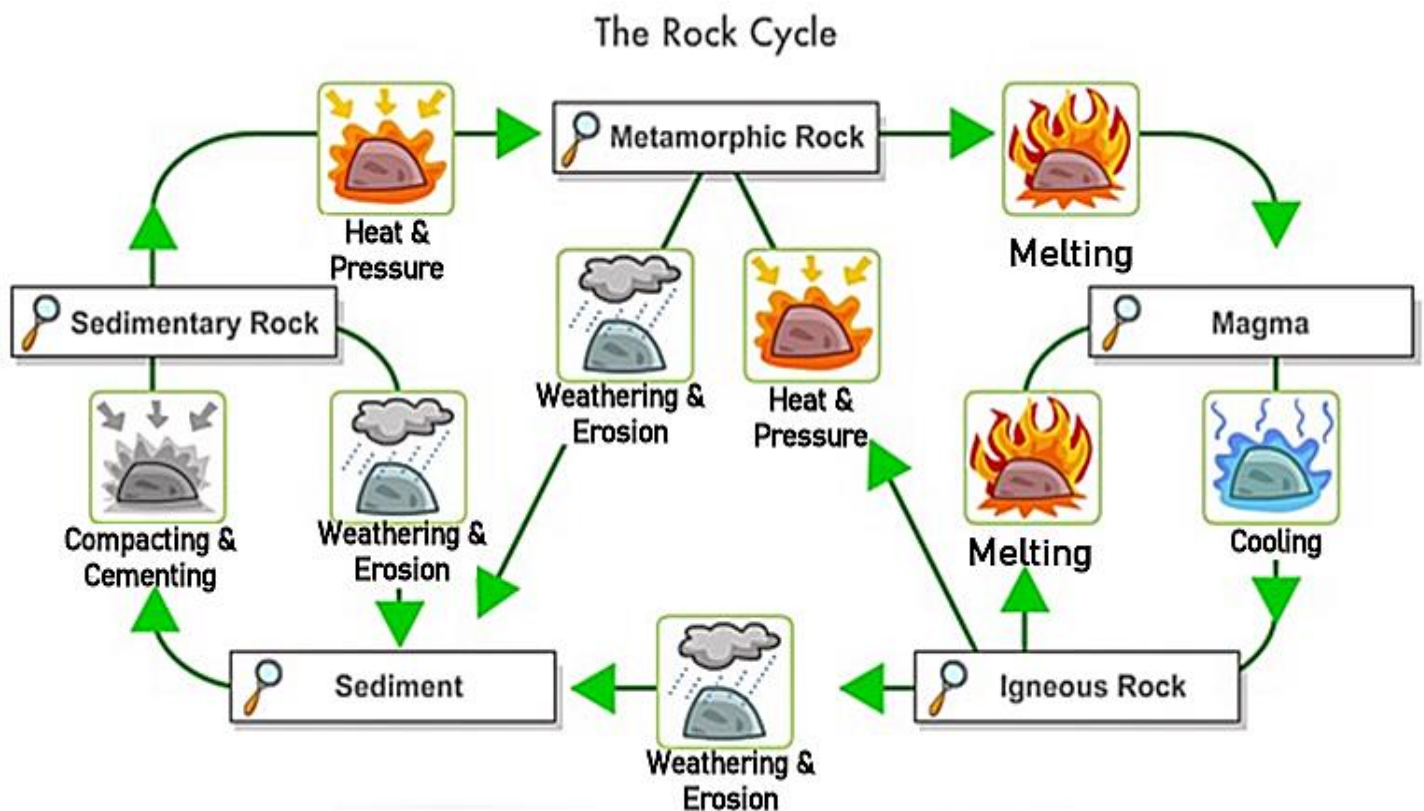 The Rock Cycle
Metamorphic Rock
Heat &
Pressure
Melting
Sedimentary Rock
Magma
Weathering &
Erosion
Heat &
Pressure
Compacting &
Cementing
Weathering &
Erosion
Melting
Cooling
Sediment
Igneous Rock
Weathering &
Erosion